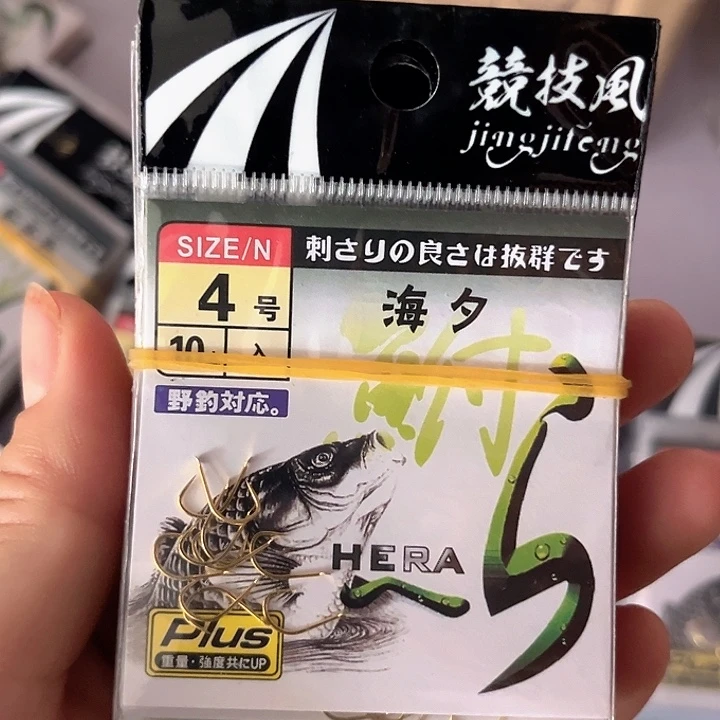 競技風
jingjifeng
SIZE/N
刺さりの良さは抜群です
4号
海夕
10 入
野釣対応。
鮒
HERA
へら
Plus
重量・強度共にUP